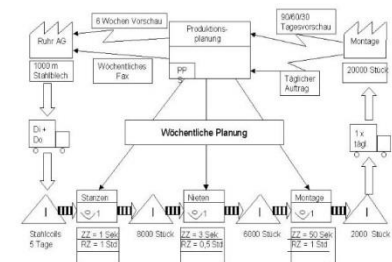 6 Wochen Vorschau
Ruhr AG
1000 m
Stahlblech
Wöchentliches
Fax
Produktions-
planung
PP
S
90/60/30
Tagesvorschau
Täglicher
Auftrag
Montage
20000 Stück
Di +
Do
Wöchentliche Planung
1 x
tägl.
I
Stahlcoils
5 Tage
Stanzen
1
ZZ = 1 Sek
RZ = 1 Std
I
8000 Stück
Nieten
1
ZZ = 3 Sek
RZ = 0,5 Std
I
6000 Stück
Montage
1
ZZ = 50 Sek
RZ = 1 Std
I
2000 Stück